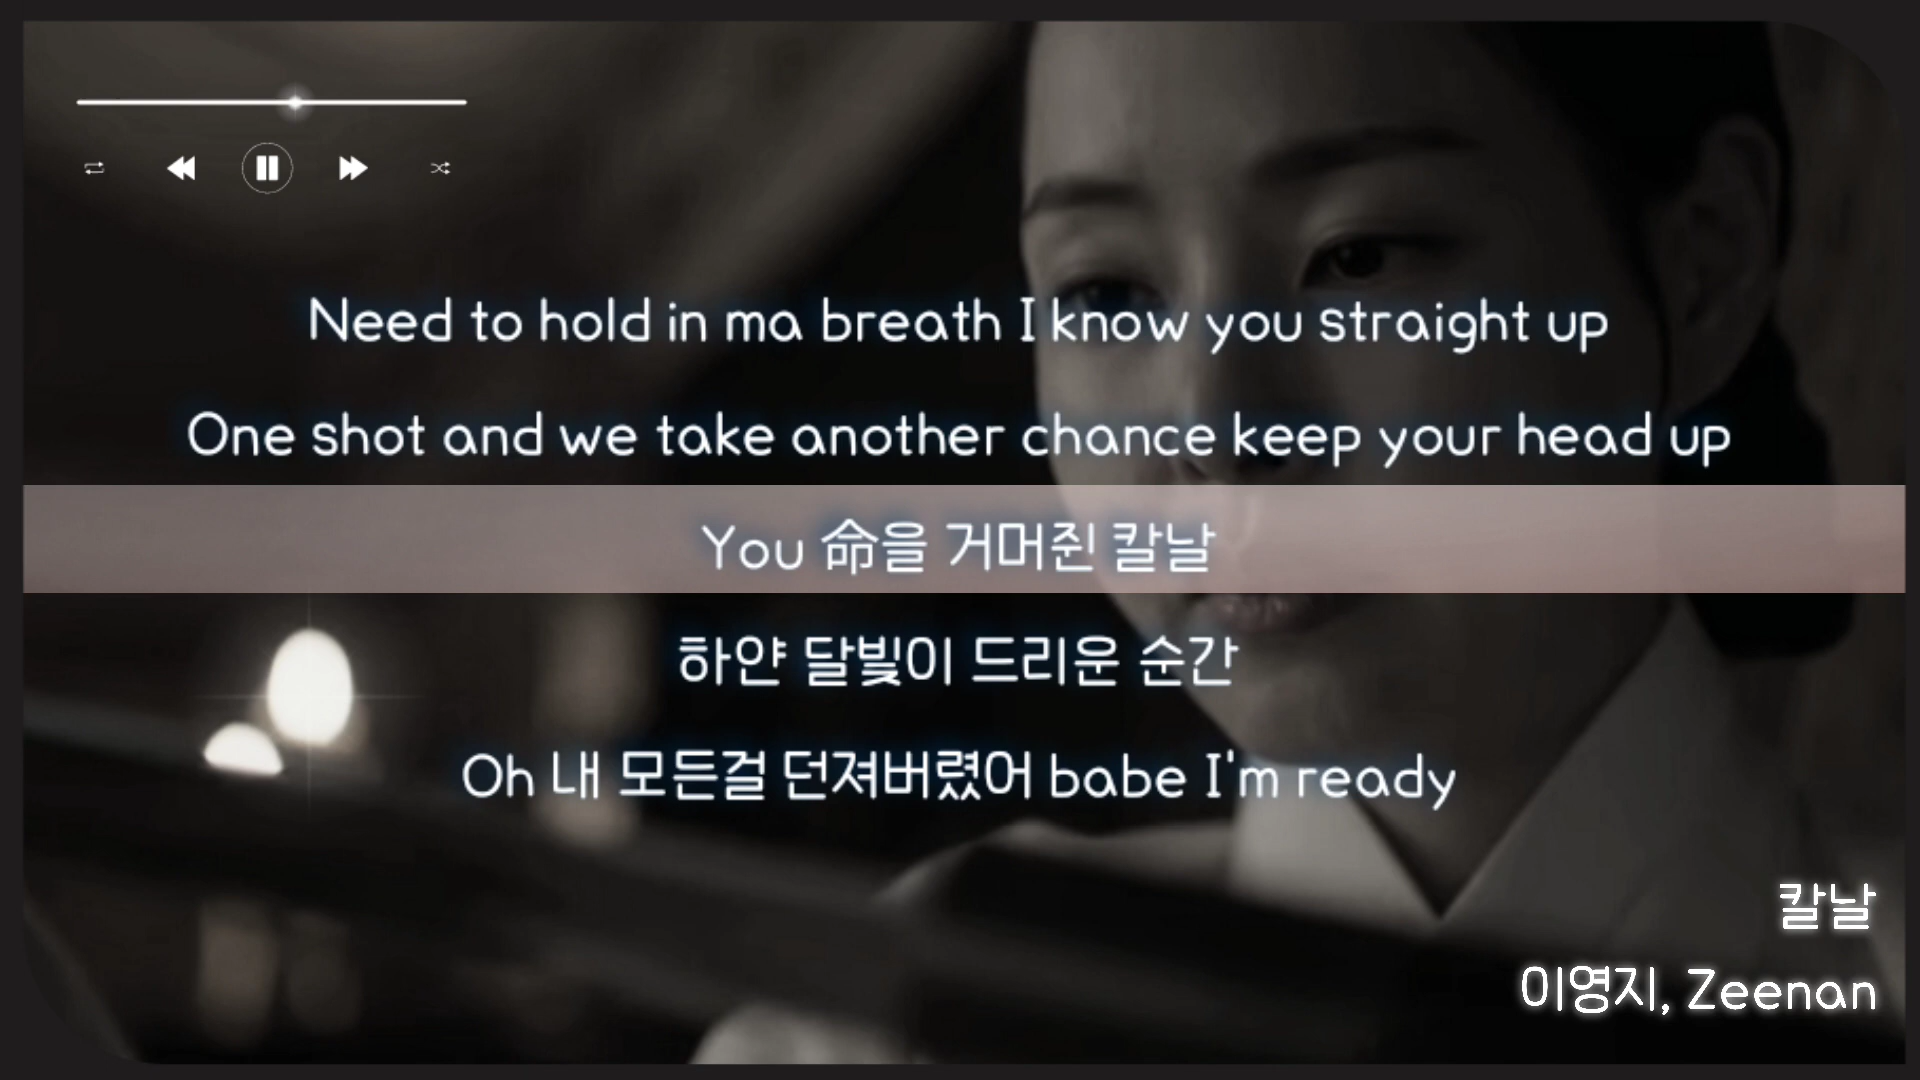 Need to hold in ma breath I know you straight up
One shot and we take another chance keep your head up
You 命을 거머쥔 칼날
하얀 달빛이 드리운 순간
Oh 내 모든걸 던져버렸어 babe I'm ready
칼날
이영지, Zeenan